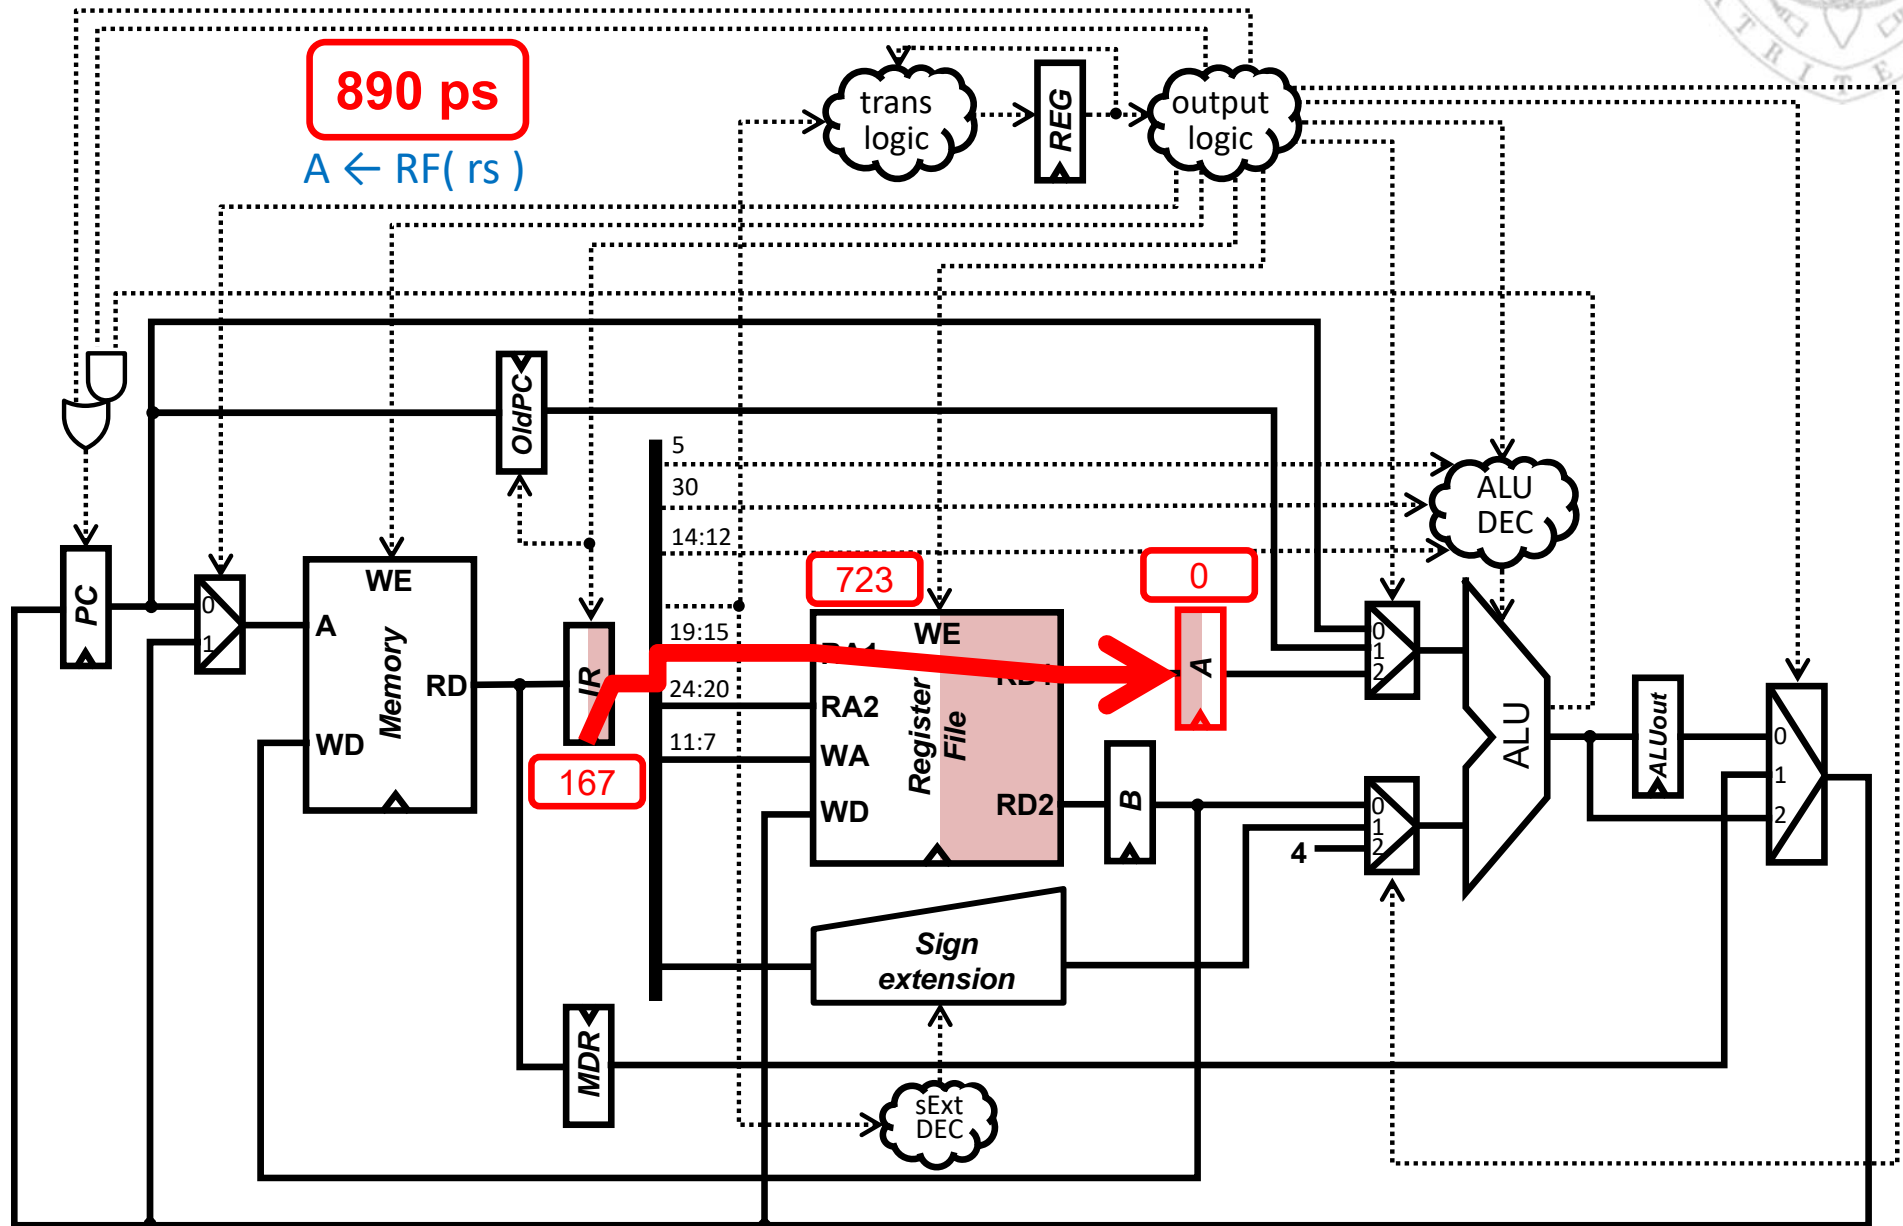 890 ps
A ← RF( rs )
trans
logic
REG
output
logic
T R I T E
OldPC
5
30
14:12
ALU
DEC
PC
0
1
WE
A
Memory
RD
WD
IR
167
19:15
24:20
11:7
723
WE
RA1
RD1
RA2
Register
File
WA
WD
RD2
0
A
B
0
1
2
0
1
2
4
ALU
ALUout
0
1
2
Sign
extension
MDR
sExt
DEC